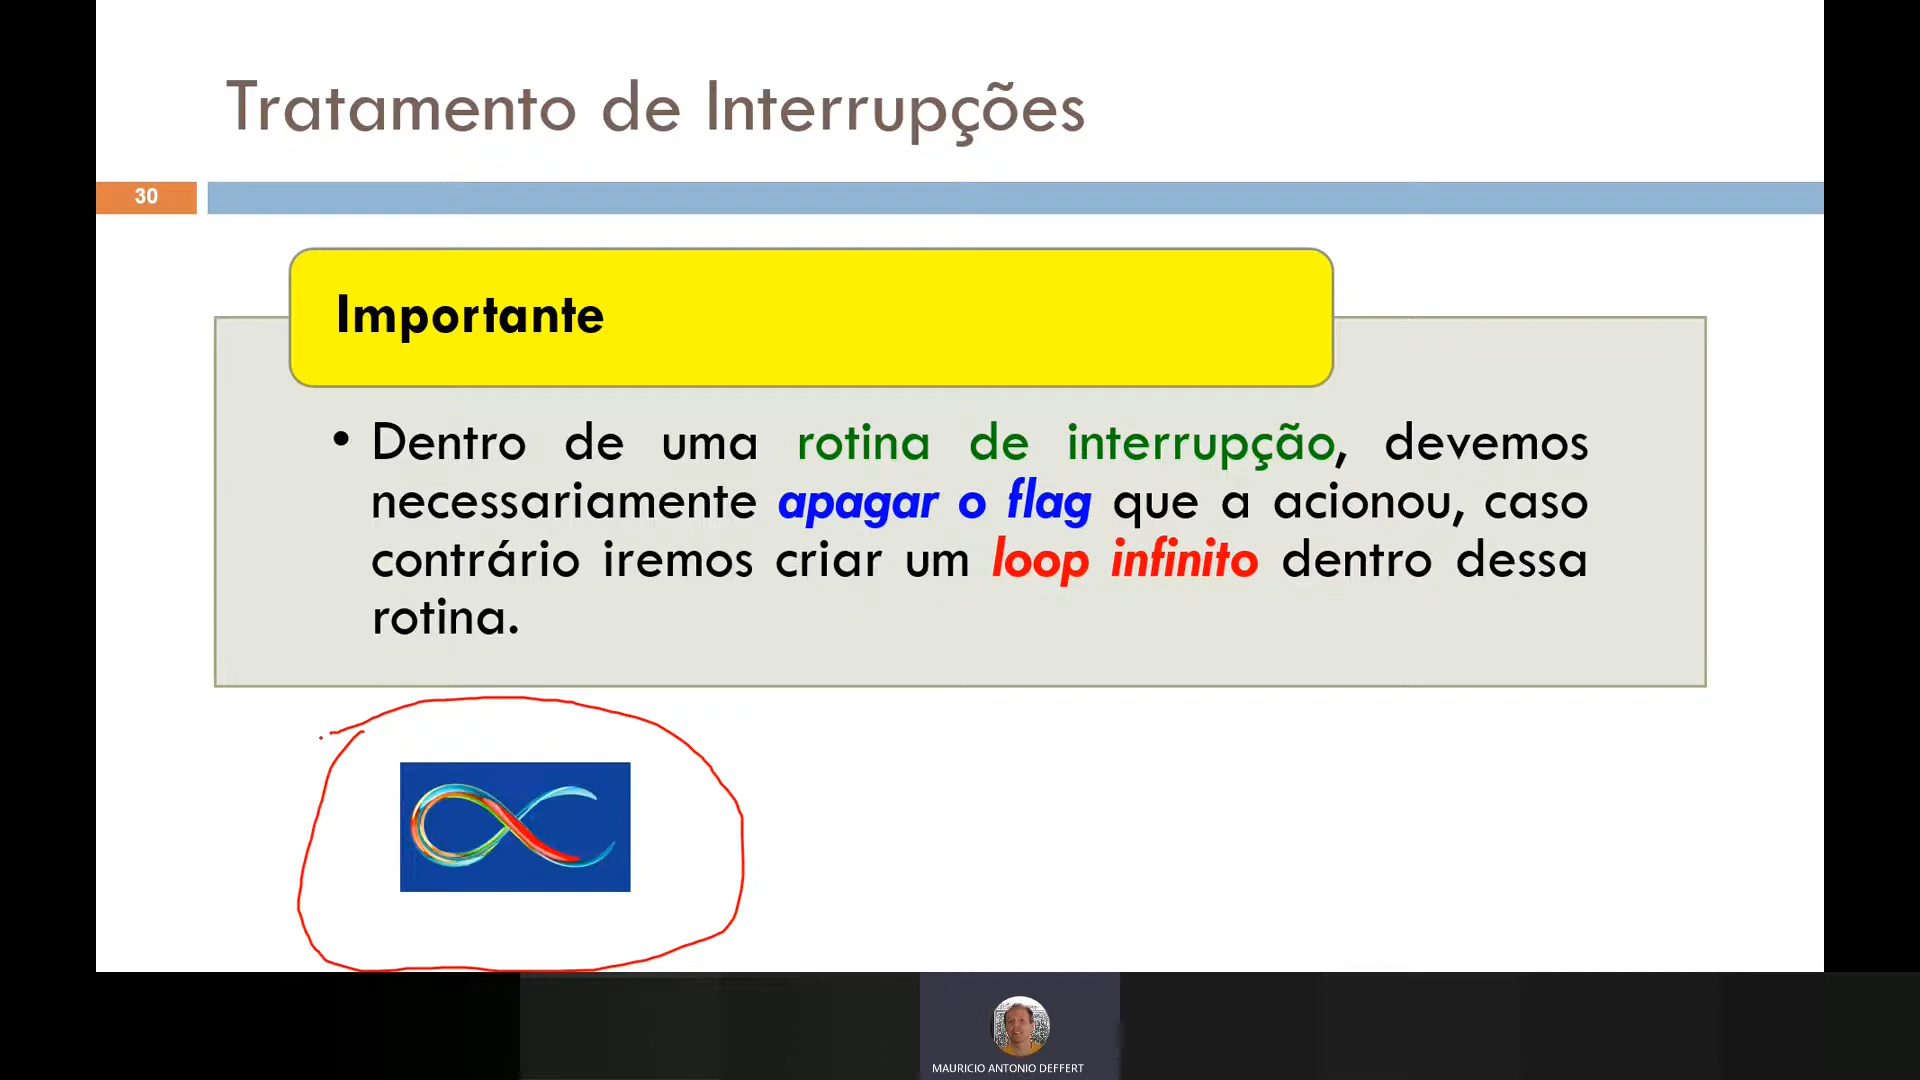 Tratamento de Interrupções
30
Importante
• Dentro de uma rotina de interrupção, devemos
necessariamente apagar o flag que a acionou, caso
contrário iremos criar um loop infinito dentro dessa
rotina.
MAURICIO ANTONIO DEFFERT